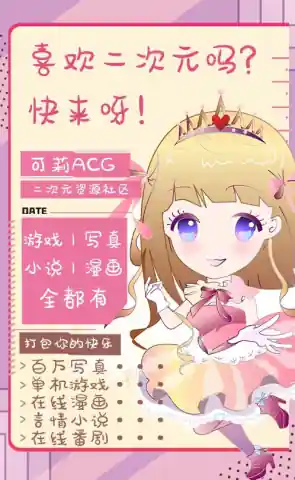 喜欢二次元吗?
快来呀!
可莉ACG
二次元资源社区
DATE
游戏丨写真
小说丨漫画
全都有
打包你的快乐
>百万写真
>单机游戏
>在线漫画
>言情小说
>在线番剧